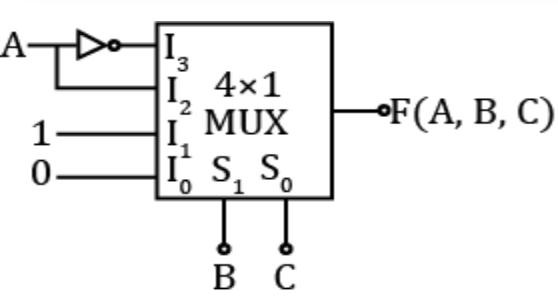 A
I₃
I₂
4×1
1
I₁
MUX
0
I₀
S₁
S₀
F(A, B, C)
B
C